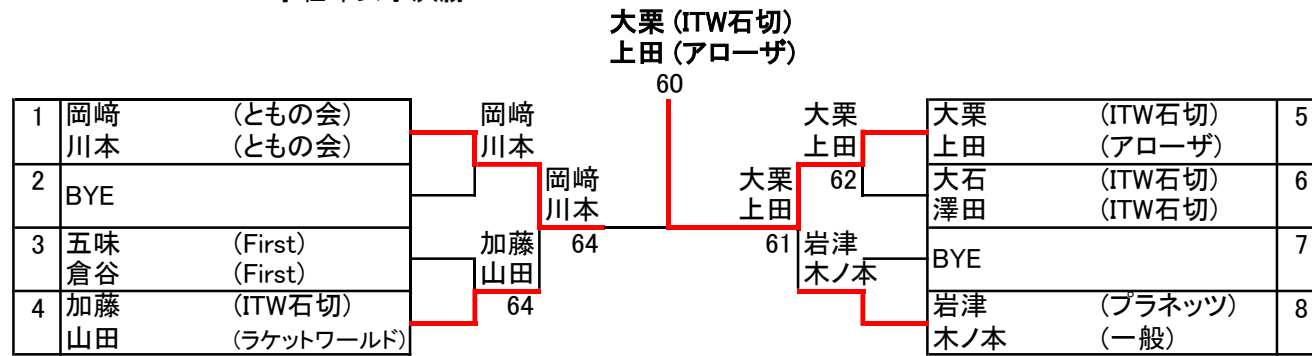 大栗 (ITW石切)
上田 (アローザ)
60
1 岡﨑 (ともの会)
川本 (ともの会)
2 BYE
3 五味 (First)
倉谷 (First)
4 加藤 (ITW石切)
山田 (ラケットワールド)
岡﨑
川本
加藤
山田
64
岡﨑
川本
64
大栗
上田
61
大栗
上田
62
岩津
木ノ本
大栗 (ITW石切) 5
上田 (アローザ)
大石 (ITW石切) 6
澤田 (ITW石切)
BYE 7
岩津 (プラネッツ) 8
木ノ本 (一般)